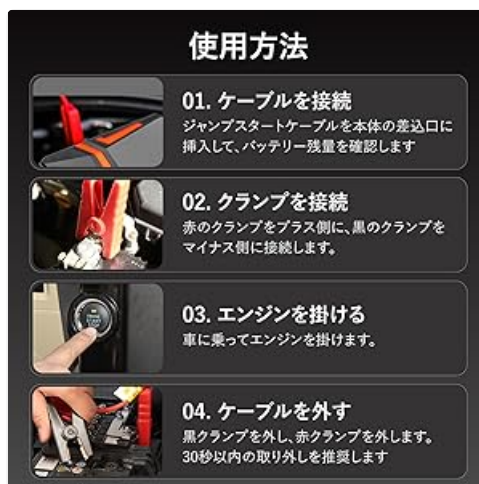 使用方法
01. ケーブルを接続
ジャンプスタートケーブルを本体の差込口に
挿入して、バッテリー残量を確認します
02. クランプを接続
赤のクランプをプラス側に、黒のクランプを
マイナス側に接続します。
03. エンジンを掛ける
車に乗ってエンジンを掛けます。
04. ケーブルを外す
黒クランプを外し、赤クランプを外します。
30秒以内の取り外しを推奨します